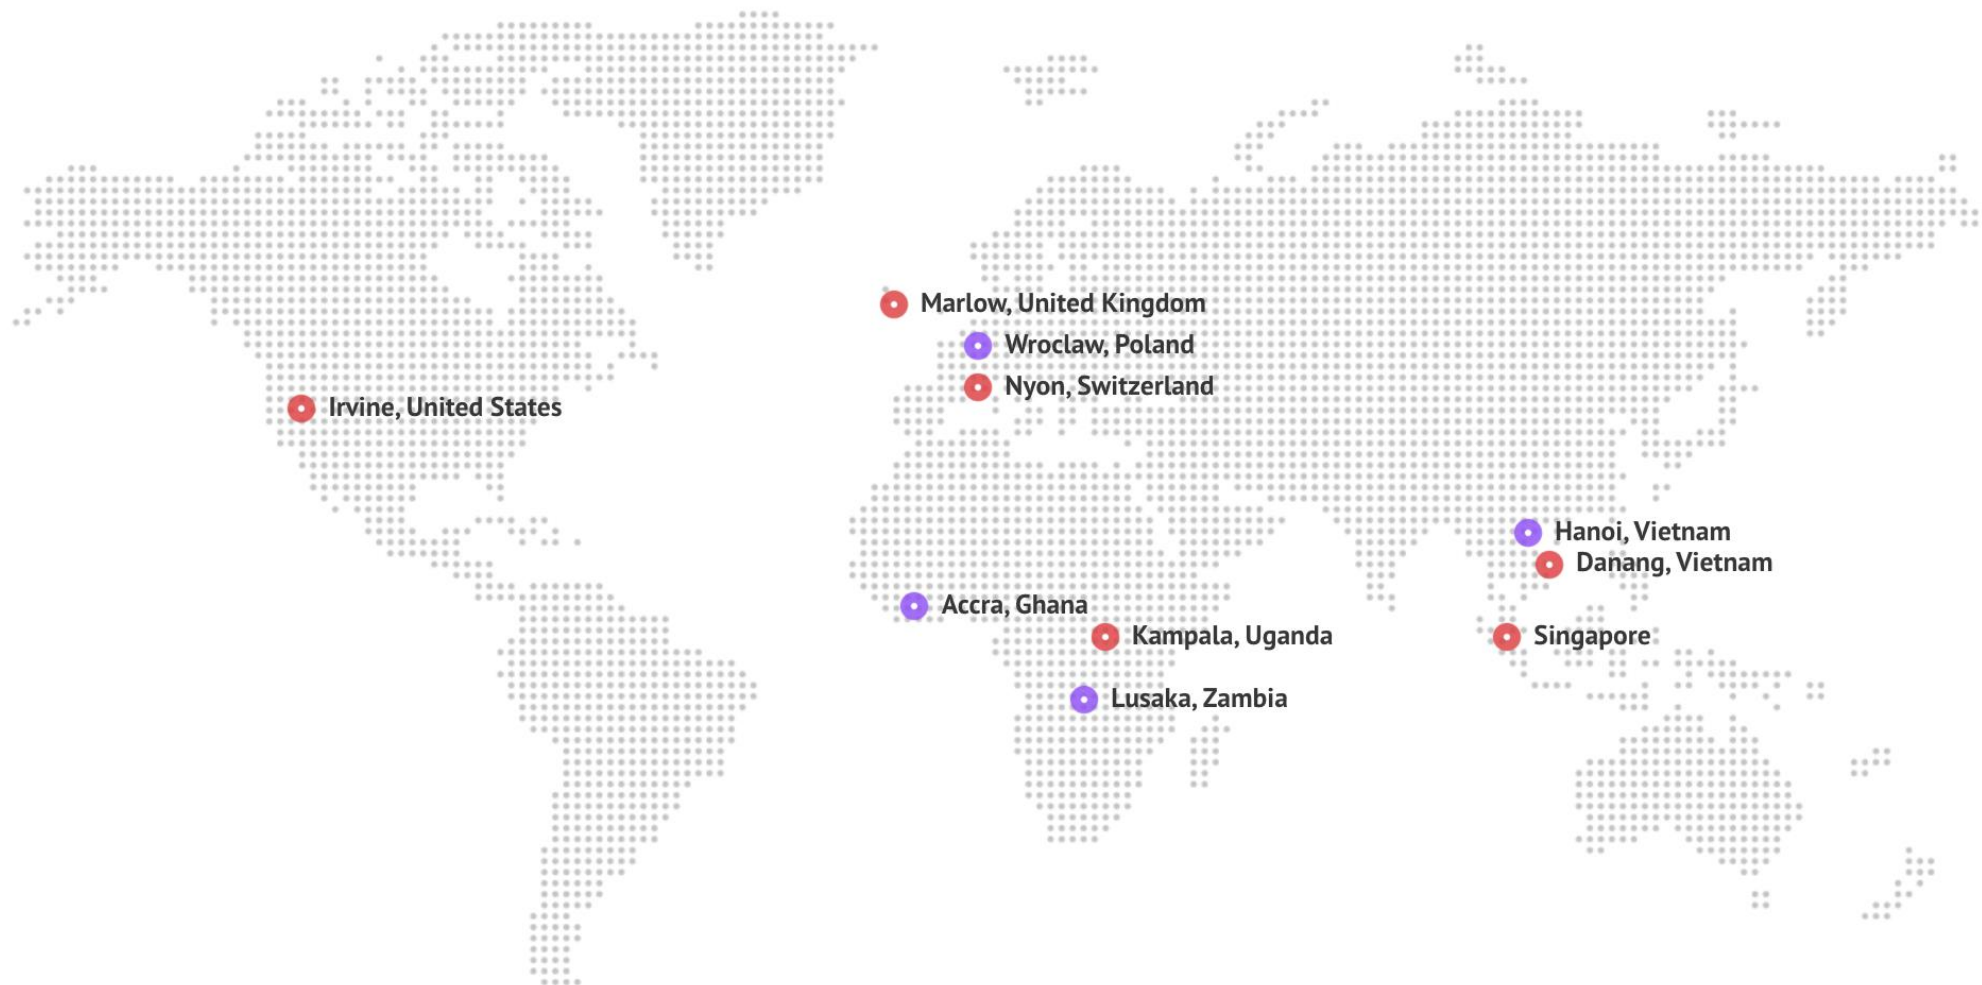 Marlow, United Kingdom
Wroclaw, Poland
Nyon, Switzerland
Irvine, United States
Hanoi, Vietnam
Danang, Vietnam
Accra, Ghana
Kampala, Uganda
Singapore
Lusaka, Zambia